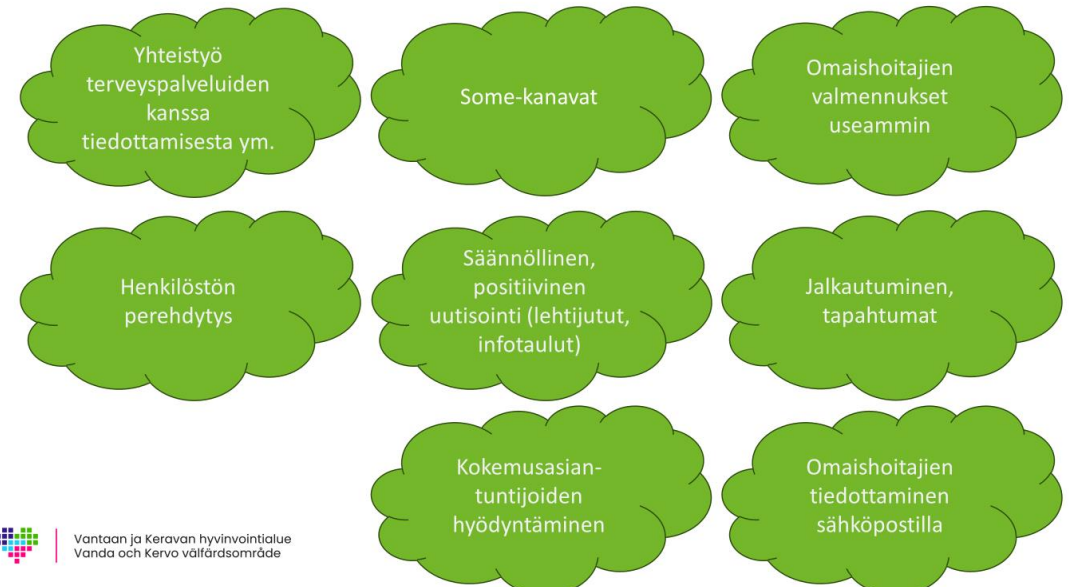 Yhteistyö
terveyspalveluiden
kanssa
tiedottamisesta ym.
Some-kanavat
Omaishoitajien
valmennukset
useammin
Henkilöstön
perehdytys
Säännöllinen,
positiivinen
uutisointi (lehtijutut,
infotaulut)
Jalkautuminen,
tapahtumat
Kokemusasian-
tuntijoiden
hyödyntäminen
Omaishoitajien
tiedottaminen
sähköpostilla
Vantaan ja Keravan hyvinvointialue
Vanda och Kervo välfärdsområde